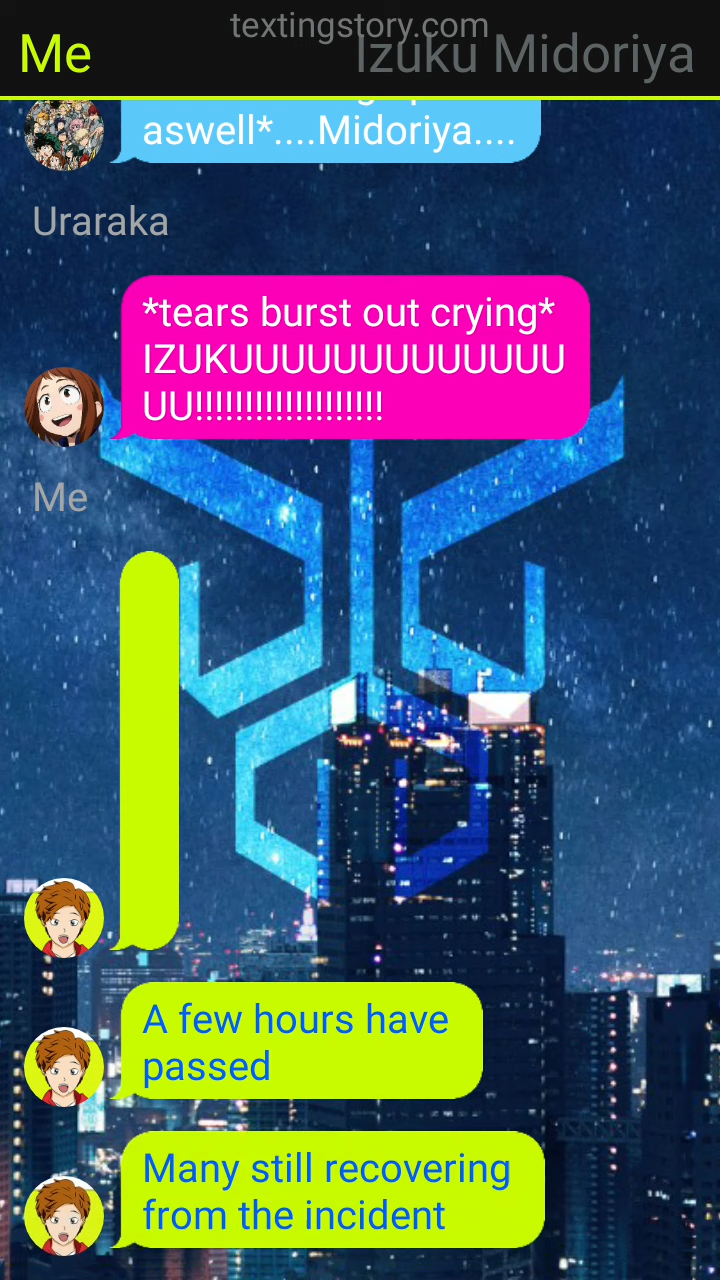 textingstory.com
Me
Izuku Midoriya
aswell*....Midoriya....
Uraraka
*tears burst out crying*
IZUKUUUUUUUUUUUUUU
UU!!!!!!!!!!!!!!!!!!!
Me
A few hours have
passed
Many still recovering
from the incident